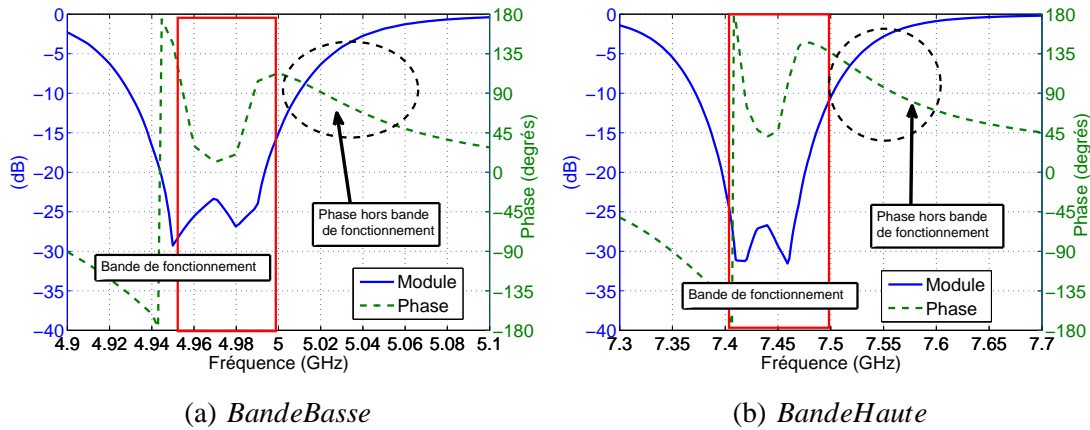 0
−5
−10
−15
−20
−25
−30
−35
−40
(dB)
180
135
90
45
0
−45
−90
−135
−180
Phase (degrés)
4.9 4.92 4.94 4.96 4.98 5 5.02 5.04 5.06 5.08 5.1
Fréquence (GHz)
Phase hors bande
de fonctionnement
Bande de fonctionnement
Module
Phase
(a) BandeBasse
0
−5
−10
−15
−20
−25
−30
−35
−40
(dB)
180
135
90
45
0
−45
−90
−135
−180
Phase (degrés)
7.3 7.35 7.4 7.45 7.5 7.55 7.6 7.65 7.7
Fréquence (GHz)
Phase hors bande
de fonctionnement
Bande de fonctionnement
Module
Phase
(b) BandeHaute